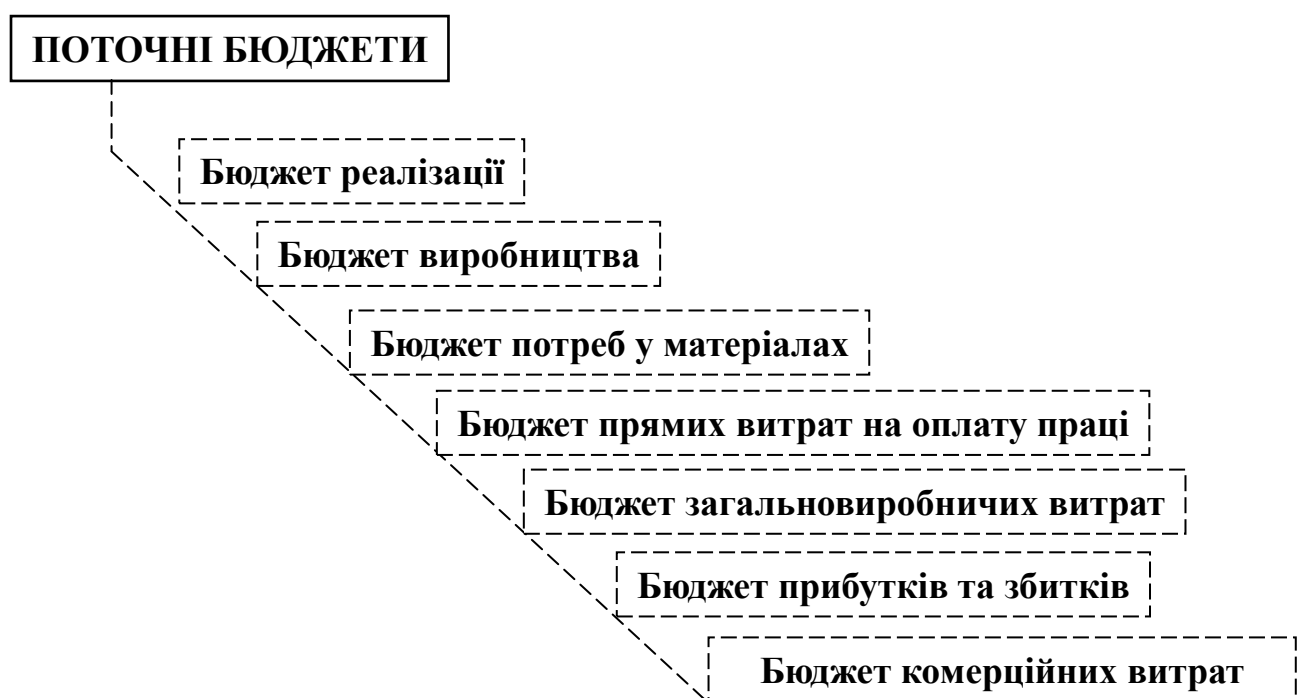 ПОТОЧНІ БЮДЖЕТИ
Бюджет реалізації
Бюджет виробництва
Бюджет потреб у матеріалах
Бюджет прямих витрат на оплату праці
Бюджет загальновиробничих витрат
Бюджет прибутків та збитків
Бюджет комерційних витрат